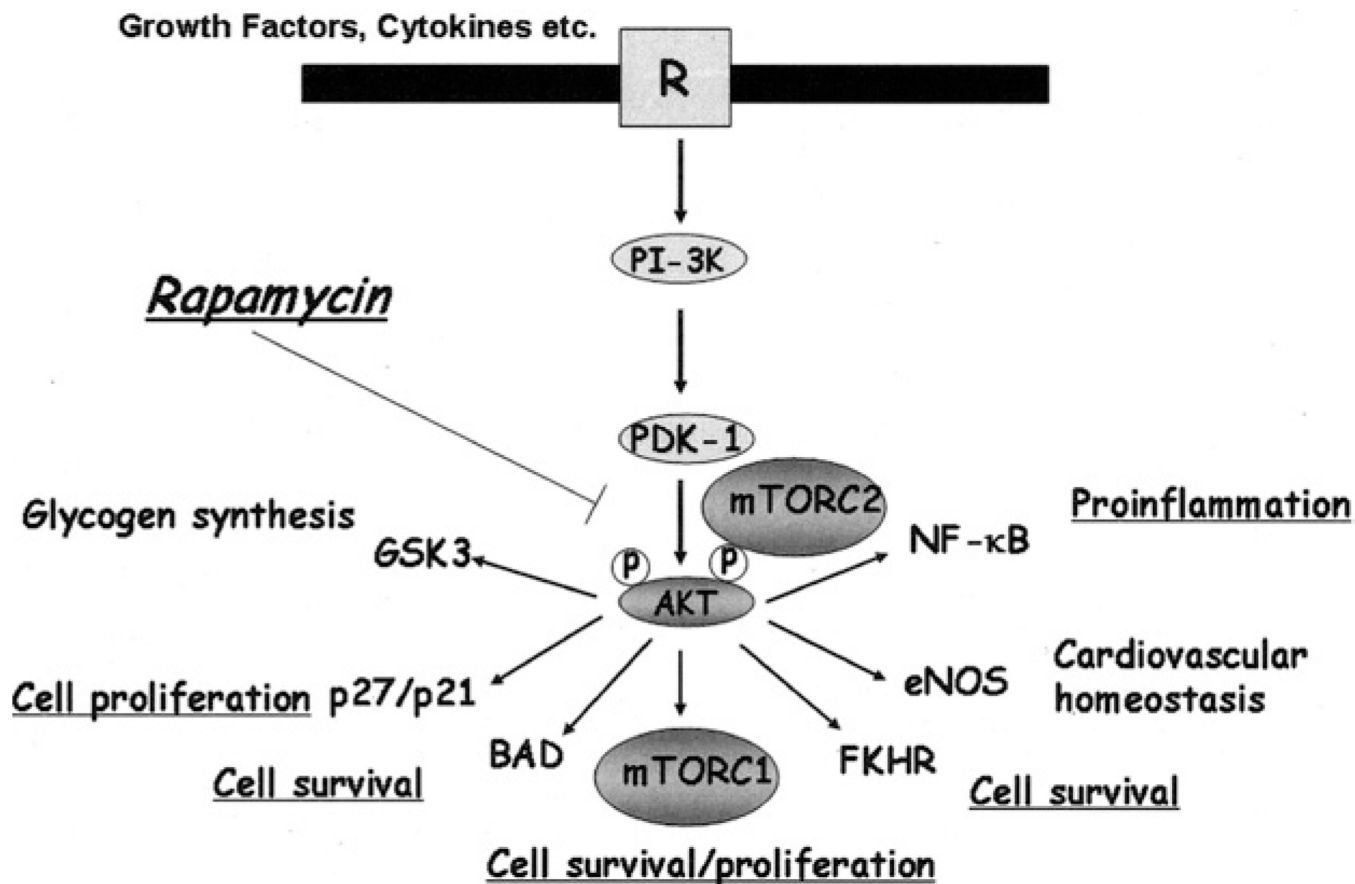 Growth Factors, Cytokines etc.
R
PI-3K
Rapamycin
PDK-1
mTORC2
Proinflammation
Glycogen synthesis
GSK3
NF-κB
P
P
AKT
Cell proliferation p27/p21
eNOS
Cardiovascular
homeostasis
BAD
mTORC1
FKHR
Cell survival
Cell survival
Cell survival/proliferation